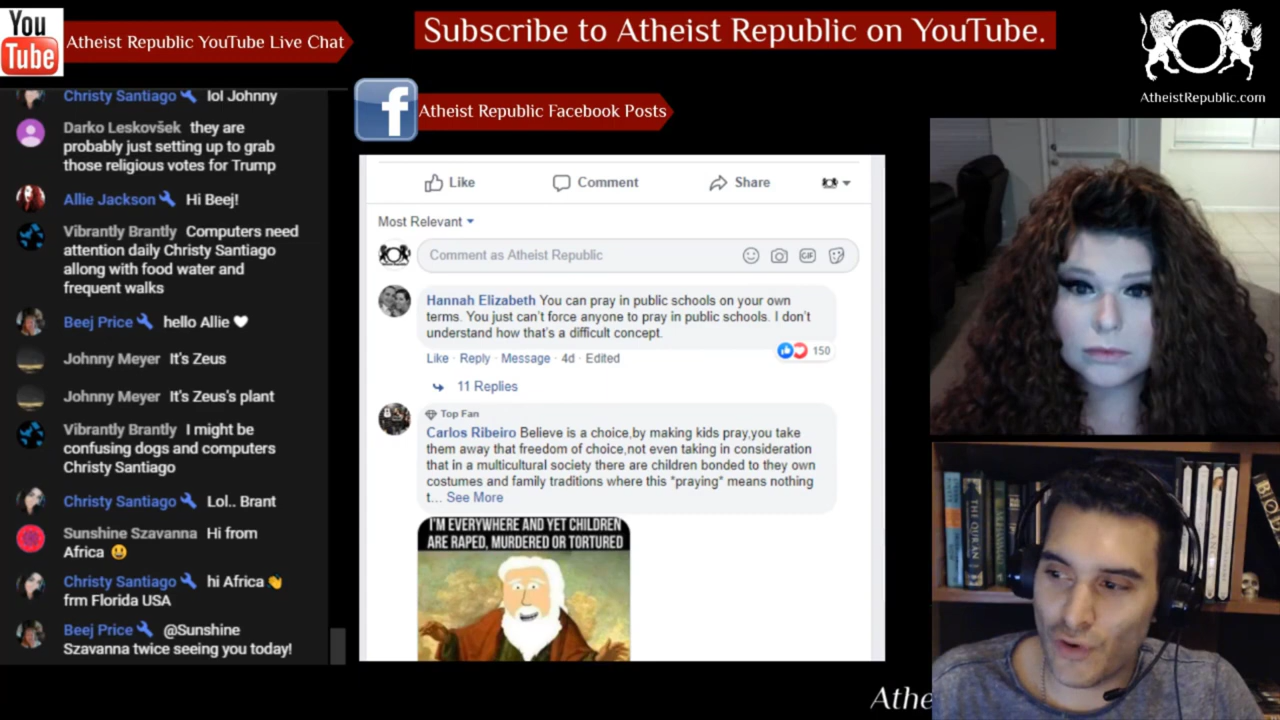 You
Tube
Atheist Republic YouTube Live Chat
Subscribe to Atheist Republic on YouTube.
AtheistRepublic.com
f
Atheist Republic Facebook Posts
Christy Santiago lol Johnny
Darko Leskovšek they are
probably just setting up to grab
those religious votes for Trump
Allie Jackson Hi Beej!
Vibrantly Brantly Computers need
attention daily Christy Santiago
allong with food water and
frequent walks
Beej Price hello Allie 🤍
Johnny Meyer It's Zeus
Johnny Meyer It's Zeus's plant
Vibrantly Brantly I might be
confusing dogs and computers
Christy Santiago
Christy Santiago Lol.. Brant
Sunshine Szavanna Hi from
Africa 😃
Christy Santiago hi Africa 👋
frm Florida USA
Beej Price @Sunshine
Szavanna twice seeing you today!
Like Comment Share
Most Relevant
Comment as Atheist Republic
GIF
Hannah Elizabeth You can pray in public schools on your own
terms. You just can't force anyone to pray in public schools. I don't
understand how that's a difficult concept.
150
Like · Reply · Message · 4d · Edited
11 Replies
Top Fan
Carlos Ribeiro Believe is a choice,by making kids pray,you take
them away that freedom of choice,not even taking in consideration
that in a multicultural society there are children bonded to they own
costumes and family traditions where this *praying* means nothing
t... See More
I'M EVERYWHERE AND YET CHILDREN
ARE RAPED, MURDERED OR TORTURED
THE QUR'AN
Athe